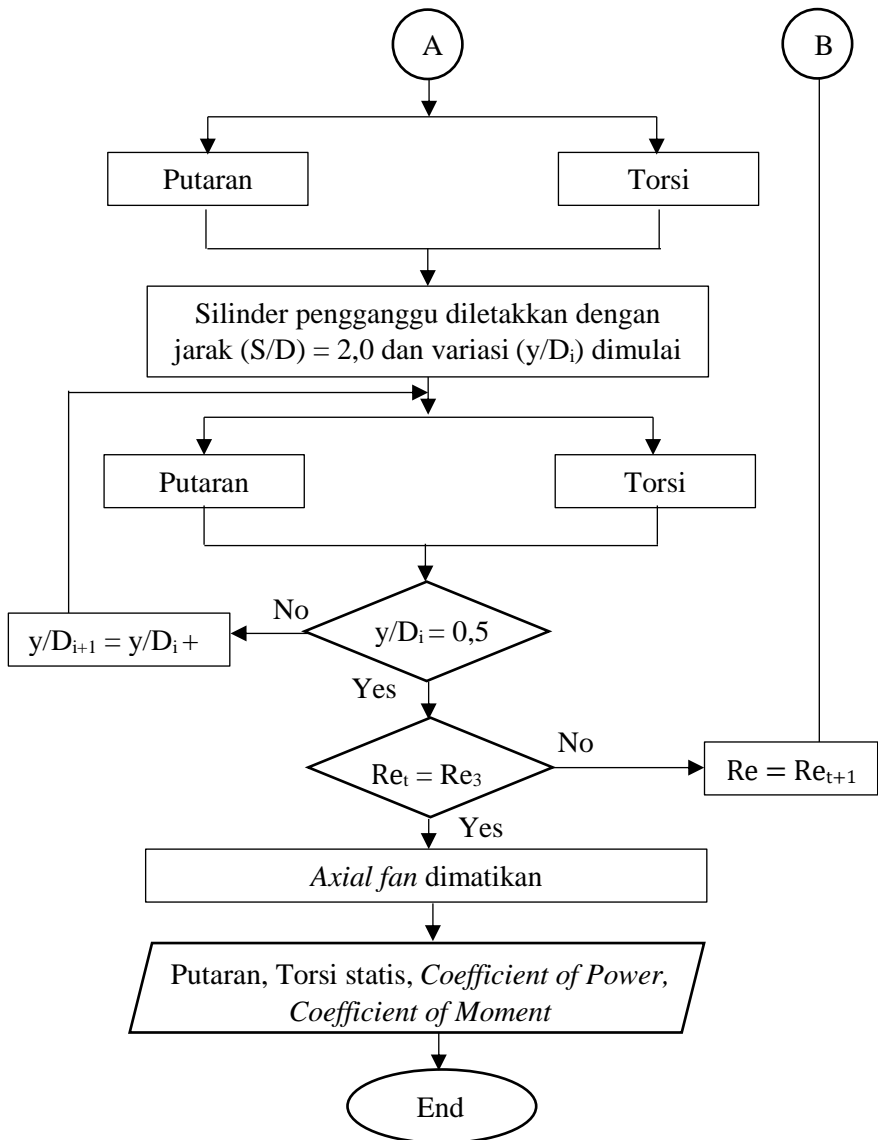 A
B
Putaran
Torsi
Silinder pengganggu diletakkan dengan
jarak (S/D) = 2,0 dan variasi (y/Dᵢ) dimulai
Putaran
Torsi
No
y/Dᵢ₊₁ = y/Dᵢ +
y/Dᵢ = 0,5
Yes
No
Reₜ = Re₃
Re = Reₜ₊₁
Yes
Axial fan dimatikan
Putaran, Torsi statis, Coefficient of Power,
Coefficient of Moment
End